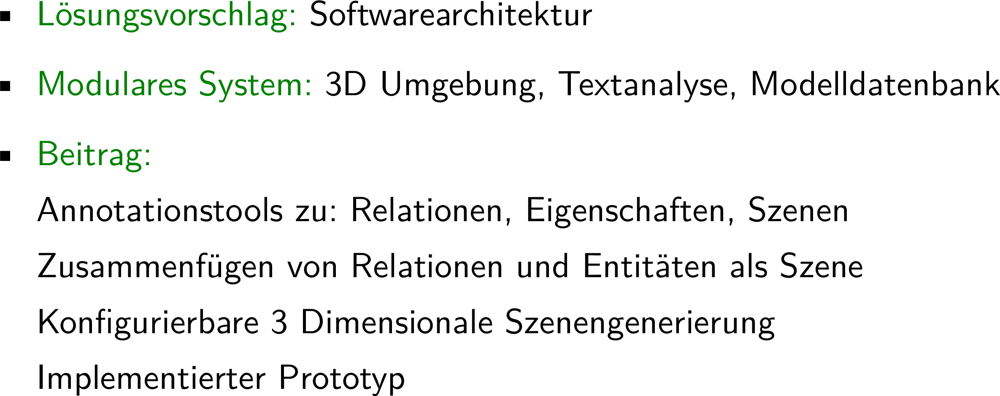 ▪ Lösungsvorschlag: Softwarearchitektur
▪ Modulares System: 3D Umgebung, Textanalyse, Modelldatenbank
▪ Beitrag:
Annotationstools zu: Relationen, Eigenschaften, Szenen
Zusammenfügen von Relationen und Entitäten als Szene
Konfigurierbare 3 Dimensionale Szenengenerierung
Implementierter Prototyp